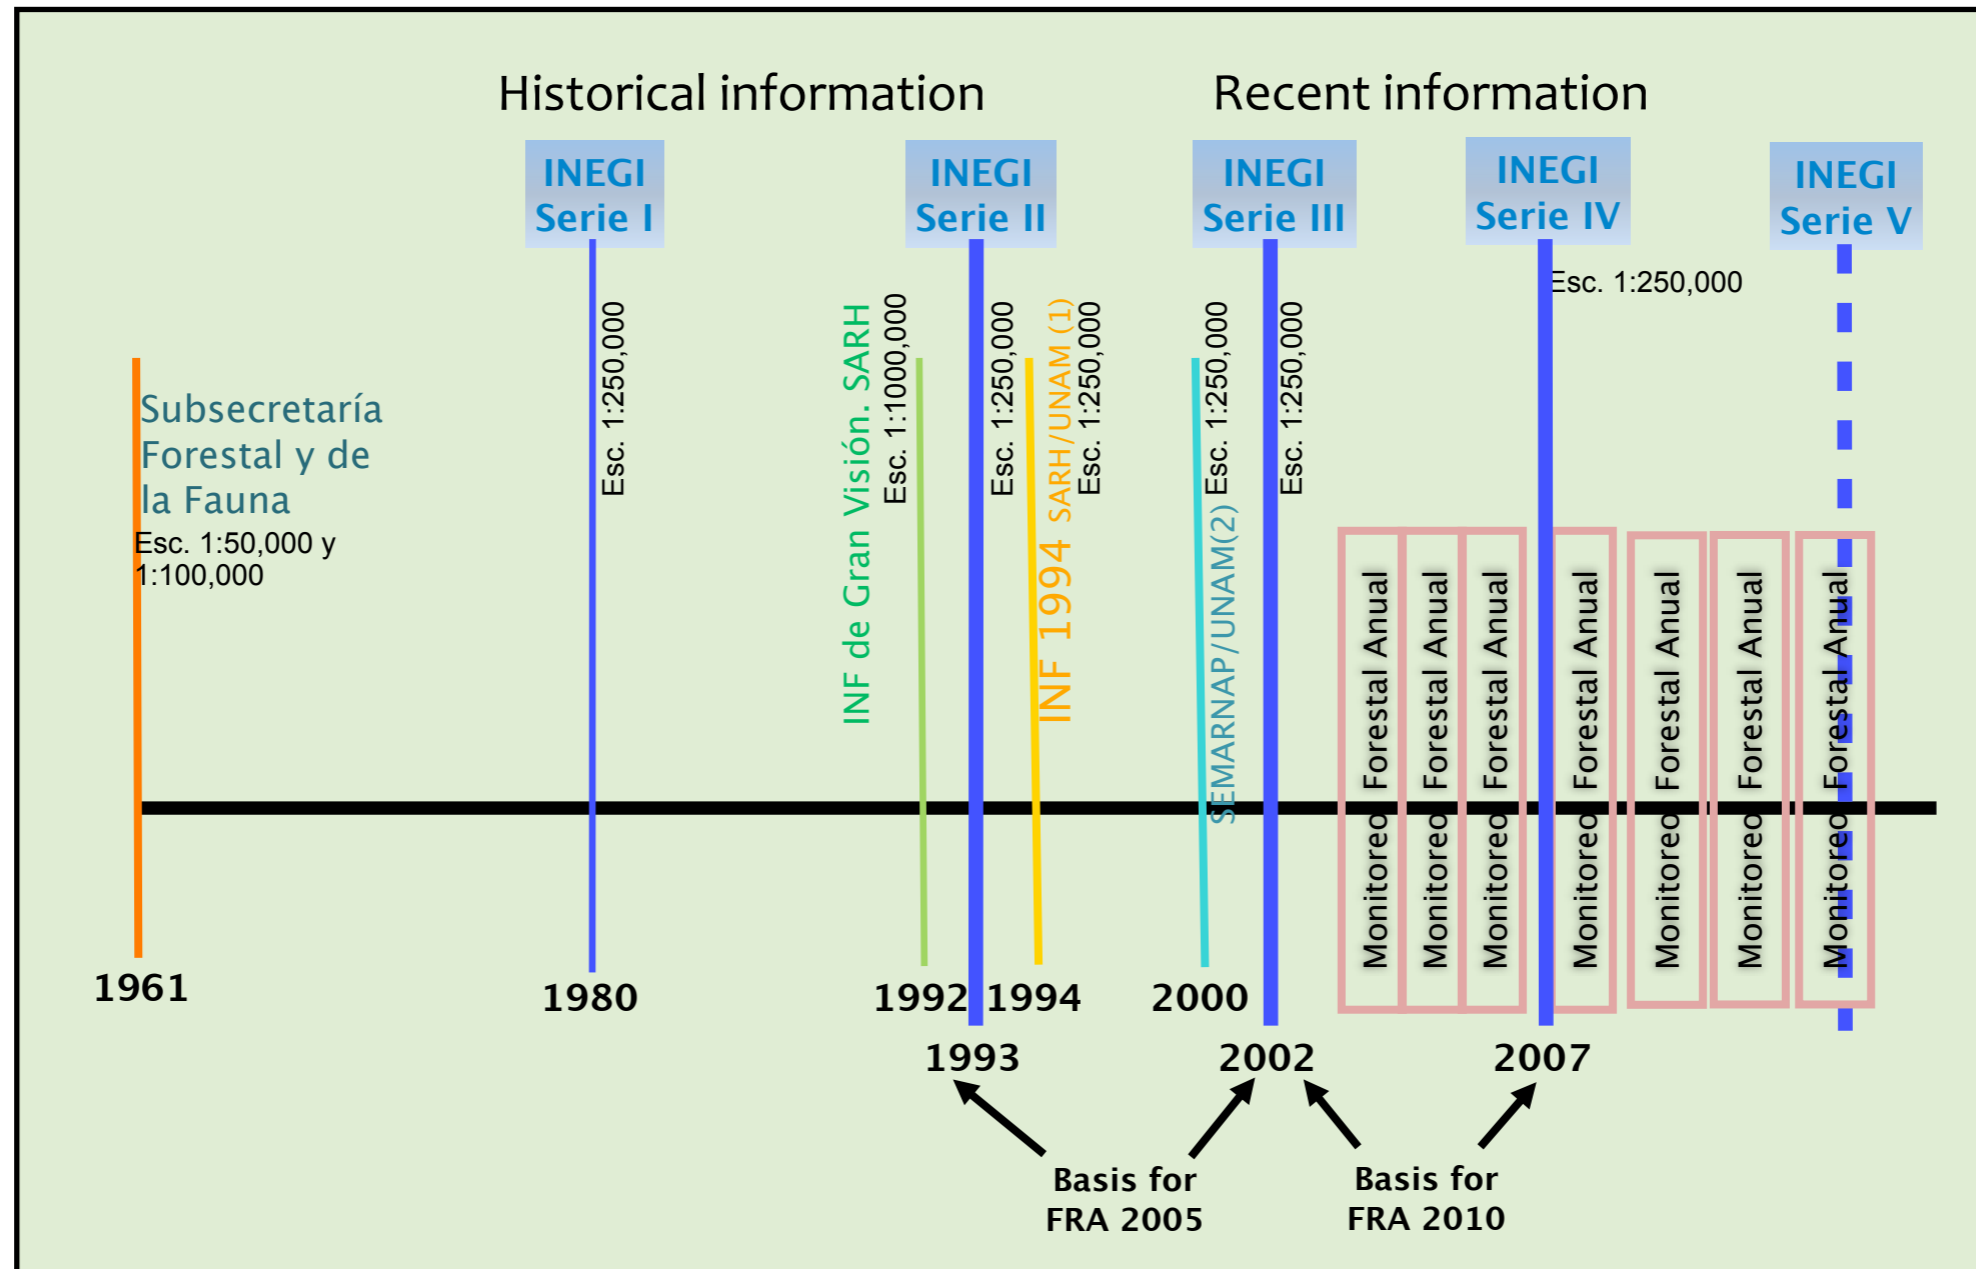 Historical information
Recent information
INEGI
Serie I
INEGI
Serie II
INEGI
Serie III
INEGI
Serie IV
INEGI
Serie V
Subsecretaría
Forestal y de
la Fauna
Esc. 1:50,000 y
1:100,000
Esc. 1:250,000
INF de Gran Visión. SARH
Esc. 1:1000,000
Esc. 1:250,000
INF 1994 SARH/UNAM (1)
Esc. 1:250,000
SEMARNAP/UNAM(2)
Esc. 1:250,000
Esc. 1:250,000
Esc. 1:250,000
Monitoreo Forestal Anual
Monitoreo Forestal Anual
Monitoreo Forestal Anual
Monitoreo Forestal Anual
Monitoreo Forestal Anual
Monitoreo Forestal Anual
Monitoreo Forestal Anual
1961
1980
1992
1994
2000
1993
2002
2007
Basis for
FRA 2005
Basis for
FRA 2010